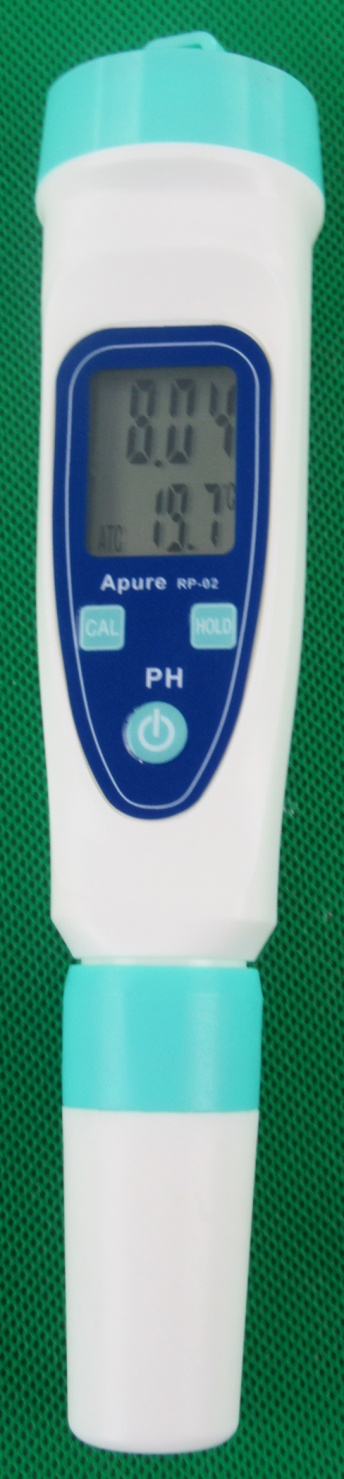 8.04
19.7°C
ATC
Apure RP-02
CAL HOLD
PH